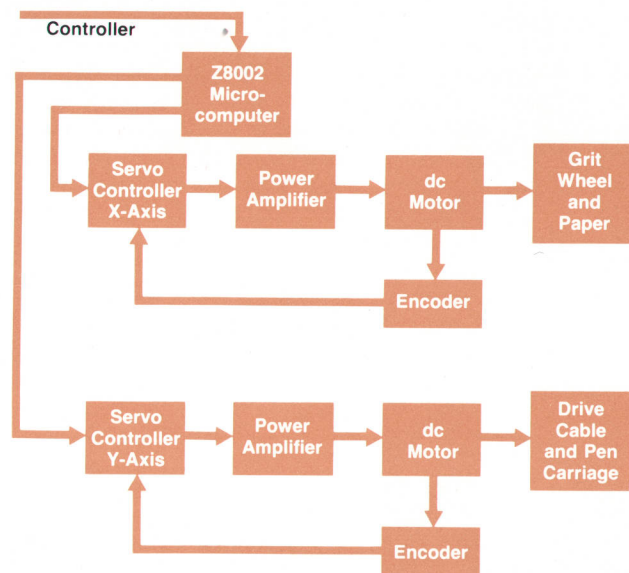 Controller
Z8002
Micro-
computer
Servo
Controller
X-Axis
Power
Amplifier
dc
Motor
Grit
Wheel
and
Paper
Encoder
Servo
Controller
Y-Axis
Power
Amplifier
dc
Motor
Drive
Cable
and Pen
Carriage
Encoder